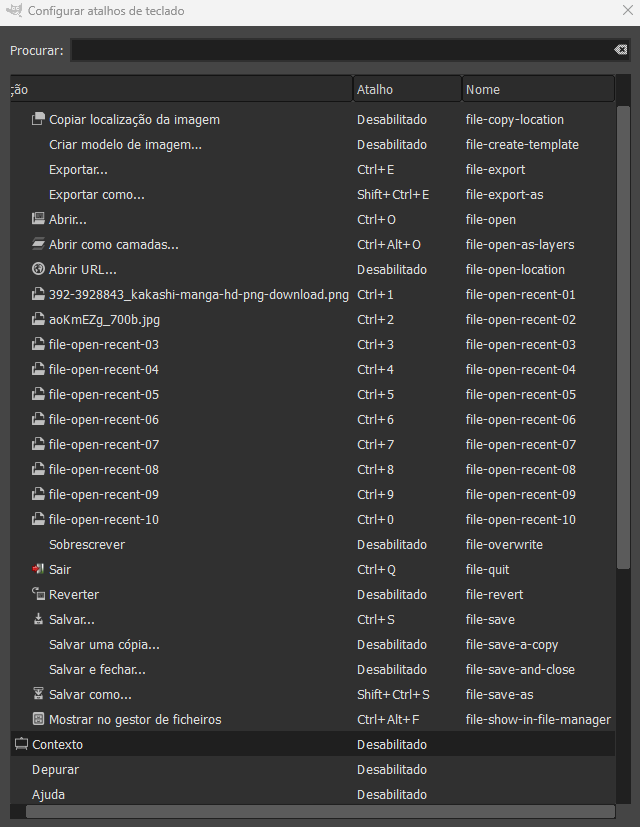 Configurar atalhos de teclado
Procurar:
ção Atalho Nome
Copiar localização da imagem Desabilitado file-copy-location
Criar modelo de imagem... Desabilitado file-create-template
Exportar... Ctrl+E file-export
Exportar como... Shift+Ctrl+E file-export-as
Abrir... Ctrl+O file-open
Abrir como camadas... Ctrl+Alt+O file-open-as-layers
Abrir URL... Desabilitado file-open-location
392-3928843_kakashi-manga-hd-png-download.png Ctrl+1 file-open-recent-01
aoKmEZg_700b.jpg Ctrl+2 file-open-recent-02
file-open-recent-03 Ctrl+3 file-open-recent-03
file-open-recent-04 Ctrl+4 file-open-recent-04
file-open-recent-05 Ctrl+5 file-open-recent-05
file-open-recent-06 Ctrl+6 file-open-recent-06
file-open-recent-07 Ctrl+7 file-open-recent-07
file-open-recent-08 Ctrl+8 file-open-recent-08
file-open-recent-09 Ctrl+9 file-open-recent-09
file-open-recent-10 Ctrl+0 file-open-recent-10
Sobrescrever Desabilitado file-overwrite
Sair Ctrl+Q file-quit
Reverter Desabilitado file-revert
Salvar... Ctrl+S file-save
Salvar uma cópia... Desabilitado file-save-a-copy
Salvar e fechar... Desabilitado file-save-and-close
Salvar como... Shift+Ctrl+S file-save-as
Mostrar no gestor de ficheiros Ctrl+Alt+F file-show-in-file-manager
Contexto Desabilitado
Depurar Desabilitado
Ajuda Desabilitado